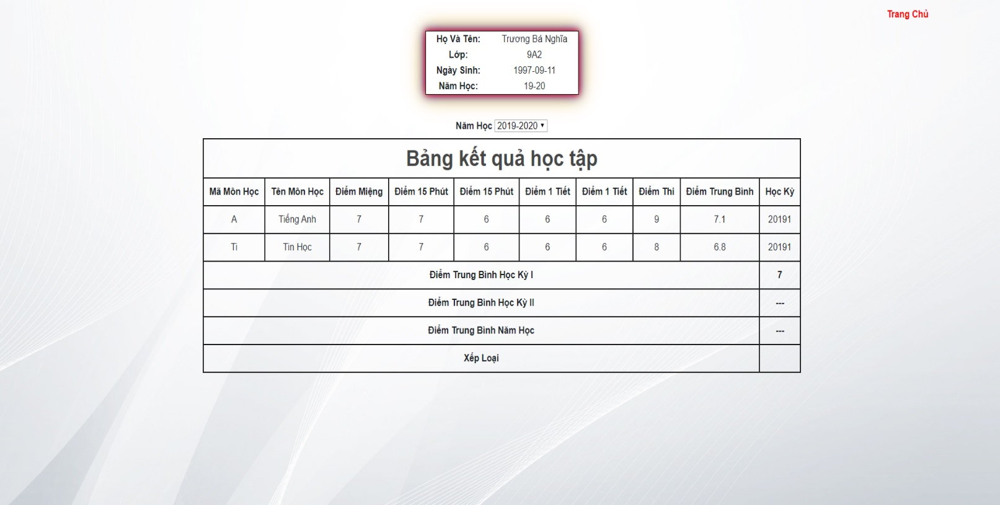 Trang Chủ
Họ Và Tên: Trương Bá Nghĩa
Lớp: 9A2
Ngày Sinh: 1997-09-11
Năm Học: 19-20
Năm Học 2019-2020
Bảng kết quả học tập
Mã Môn Học Tên Môn Học Điểm Miệng Điểm 15 Phút Điểm 15 Phút Điểm 1 Tiết Điểm 1 Tiết Điểm Thi Điểm Trung Bình Học Kỳ
A Tiếng Anh 7 7 6 6 6 9 7.1 20191
Ti Tin Học 7 7 6 6 6 8 6.8 20191
Điểm Trung Bình Học Kỳ I 7
Điểm Trung Bình Học Kỳ II ---
Điểm Trung Bình Năm Học ---
Xếp Loại